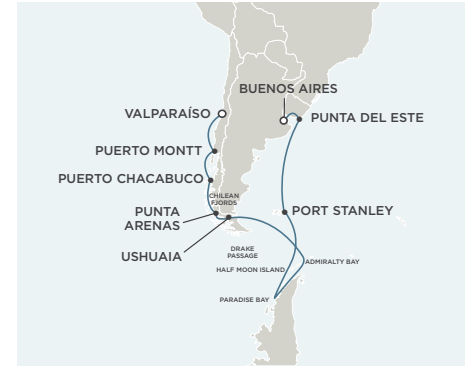 BUENOS AIRES
VALPARAÍSO
PUNTA DEL ESTE
PUERTO MONTT
PUERTO CHACABUCO
CHILEAN
FJORDS
PUNTA
ARENAS
PORT STANLEY
USHUAIA
DRAKE
PASSAGE
ADMIRALTY BAY
HALF MOON ISLAND
PARADISE BAY